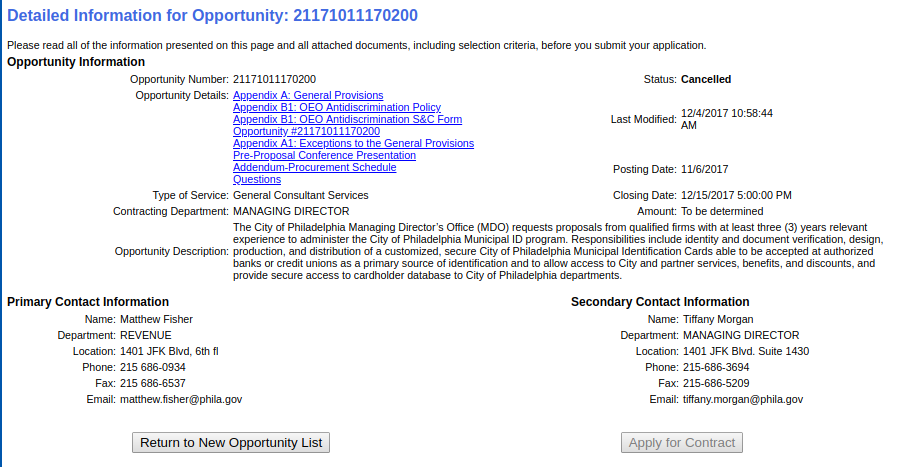 Detailed Information for Opportunity: 21171011170200
Please read all of the information presented on this page and all attached documents, including selection criteria, before you submit your application.
Opportunity Information
Opportunity Number: 21171011170200
Status: Cancelled
Opportunity Details: Appendix A: General Provisions
Appendix B1: OEO Antidiscrimination Policy
Appendix B1: OEO Antidiscrimination S&C Form
Opportunity #21171011170200
Appendix A1: Exceptions to the General Provisions
Pre-Proposal Conference Presentation
Addendum-Procurement Schedule
Questions
Last Modified: 12/4/2017 10:58:44
AM
Posting Date: 11/6/2017
Type of Service: General Consultant Services
Closing Date: 12/15/2017 5:00:00 PM
Contracting Department: MANAGING DIRECTOR
Amount: To be determined
Opportunity Description: The City of Philadelphia Managing Director's Office (MDO) requests proposals from qualified firms with at least three (3) years relevant
experience to administer the City of Philadelphia Municipal ID program. Responsibilities include identity and document verification, design,
production, and distribution of a customized, secure City of Philadelphia Municipal Identification Cards able to be accepted at authorized
banks or credit unions as a primary source of identification and to allow access to City and partner services, benefits, and discounts, and
provide secure access to cardholder database to City of Philadelphia departments.
Primary Contact Information
Name: Matthew Fisher
Department: REVENUE
Location: 1401 JFK Blvd, 6th fl
Phone: 215 686-0934
Fax: 215 686-6537
Email: matthew.fisher@phila.gov
Secondary Contact Information
Name: Tiffany Morgan
Department: MANAGING DIRECTOR
Location: 1401 JFK Blvd. Suite 1430
Phone: 215-686-3694
Fax: 215-686-5209
Email: tiffany.morgan@phila.gov
Return to New Opportunity List
Apply for Contract